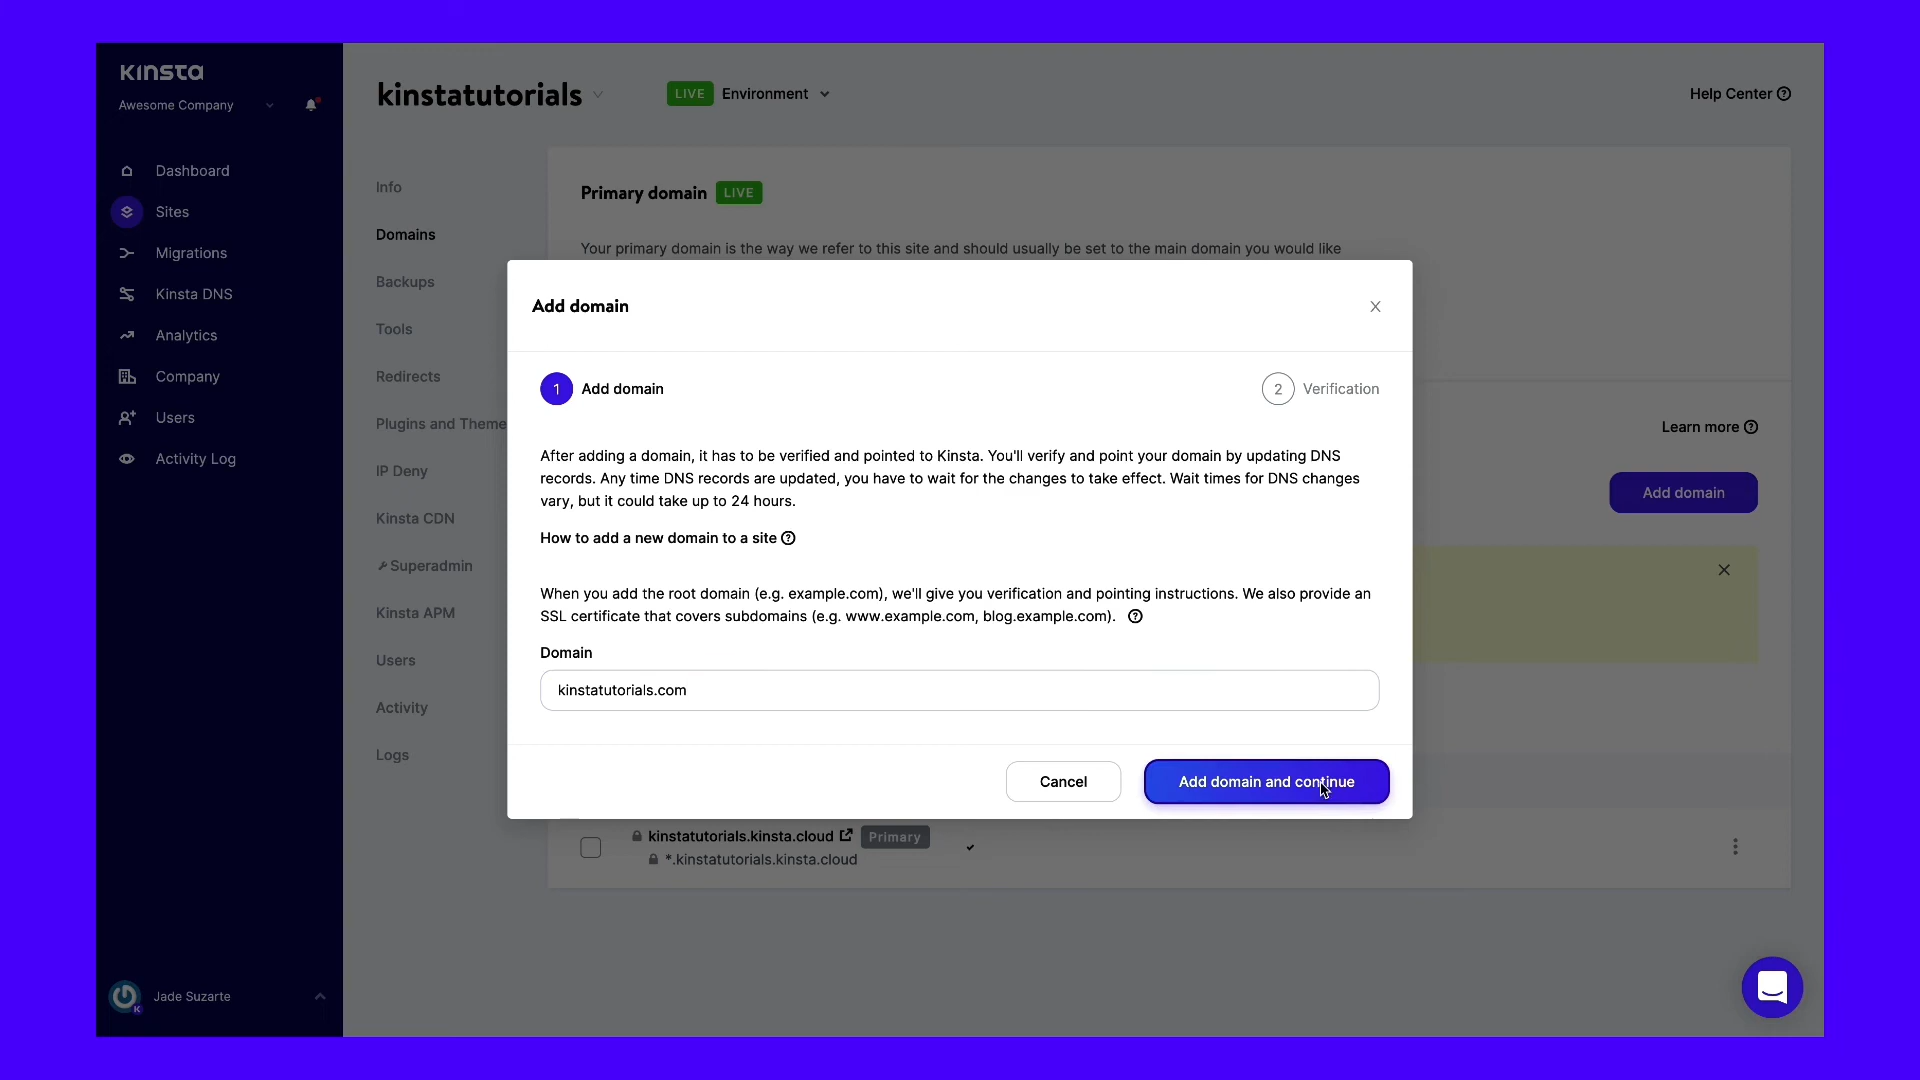 KINSTA
Awesome Company
Dashboard
Sites
Migrations
Kinsta DNS
Analytics
Company
Users
Activity Log
Jade Suzarte
K
kinstatutorials
LIVE Environment
Help Center ?
Info
Domains
Backups
Tools
Redirects
Plugins and Theme
IP Deny
Kinsta CDN
Superadmin
Kinsta APM
Users
Activity
Logs
Primary domain LIVE
Your primary domain is the way we refer to this site and should usually be set to the main domain you would like
Learn more ?
Add domain
Add domain
1 Add domain
2 Verification
After adding a domain, it has to be verified and pointed to Kinsta. You'll verify and point your domain by updating DNS
records. Any time DNS records are updated, you have to wait for the changes to take effect. Wait times for DNS changes
vary, but it could take up to 24 hours.
How to add a new domain to a site ?
When you add the root domain (e.g. example.com), we'll give you verification and pointing instructions. We also provide an
SSL certificate that covers subdomains (e.g. www.example.com, blog.example.com). ?
Domain
kinstatutorials.com
Cancel
Add domain and continue
kinstatutorials.kinsta.cloud Primary
*.kinstatutorials.kinsta.cloud